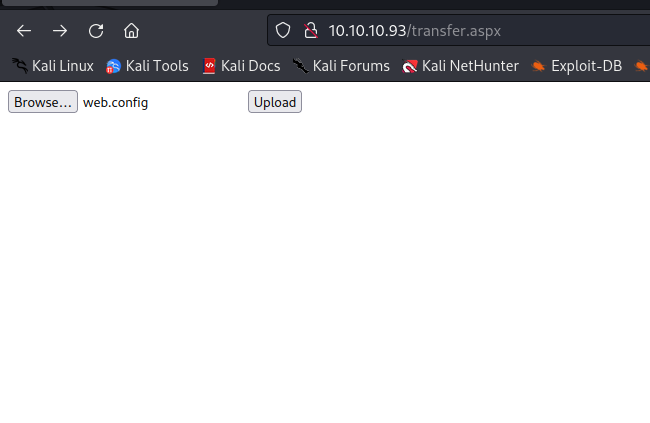 10.10.10.93/transfer.aspx
Kali Linux Kali Tools Kali Docs Kali Forums Kali NetHunter Exploit-DB
Browse... web.config Upload